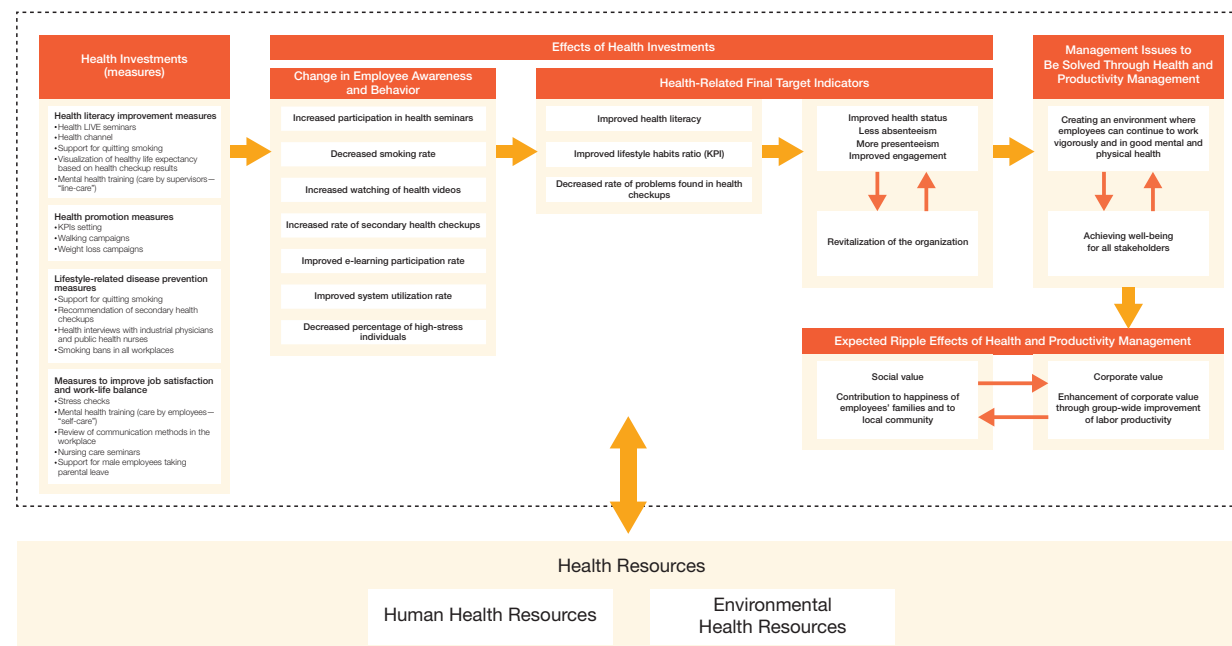 Health Investments
(measures)
Health literacy improvement measures
•Health LIVE seminars
•Health channel
•Support for quitting smoking
•Visualization of healthy life expectancy
based on health checkup results
•Mental health training (care by supervisors—
“line-care”)
Health promotion measures
•KPIs setting
•Walking campaigns
•Weight loss campaigns
Lifestyle-related disease prevention
measures
•Support for quitting smoking
•Recommendation of secondary health
checkups
•Health interviews with industrial physicians
and public health nurses
•Smoking bans in all workplaces
Measures to improve job satisfaction
and work-life balance
•Stress checks
•Mental health training (care by employees—
“self-care”)
•Review of communication methods in the
workplace
•Nursing care seminars
•Support for male employees taking
parental leave
Effects of Health Investments
Change in Employee Awareness
and Behavior
Increased participation in health seminars
Decreased smoking rate
Increased watching of health videos
Increased rate of secondary health checkups
Improved e-learning participation rate
Improved system utilization rate
Decreased percentage of high-stress
individuals
Health-Related Final Target Indicators
Improved health literacy
Improved lifestyle habits ratio (KPI)
Decreased rate of problems found in health
checkups
Improved health status
Less absenteeism
More presenteeism
Improved engagement
Revitalization of the organization
Management Issues to
Be Solved Through Health and
Productivity Management
Creating an environment where
employees can continue to work
vigorously and in good mental and
physical health
Achieving well-being
for all stakeholders
Expected Ripple Effects of Health and Productivity Management
Social value
Contribution to happiness of
employees’ families and to
local community
Corporate value
Enhancement of corporate value
through group-wide improvement
of labor productivity
Health Resources
Human Health Resources
Environmental
Health Resources